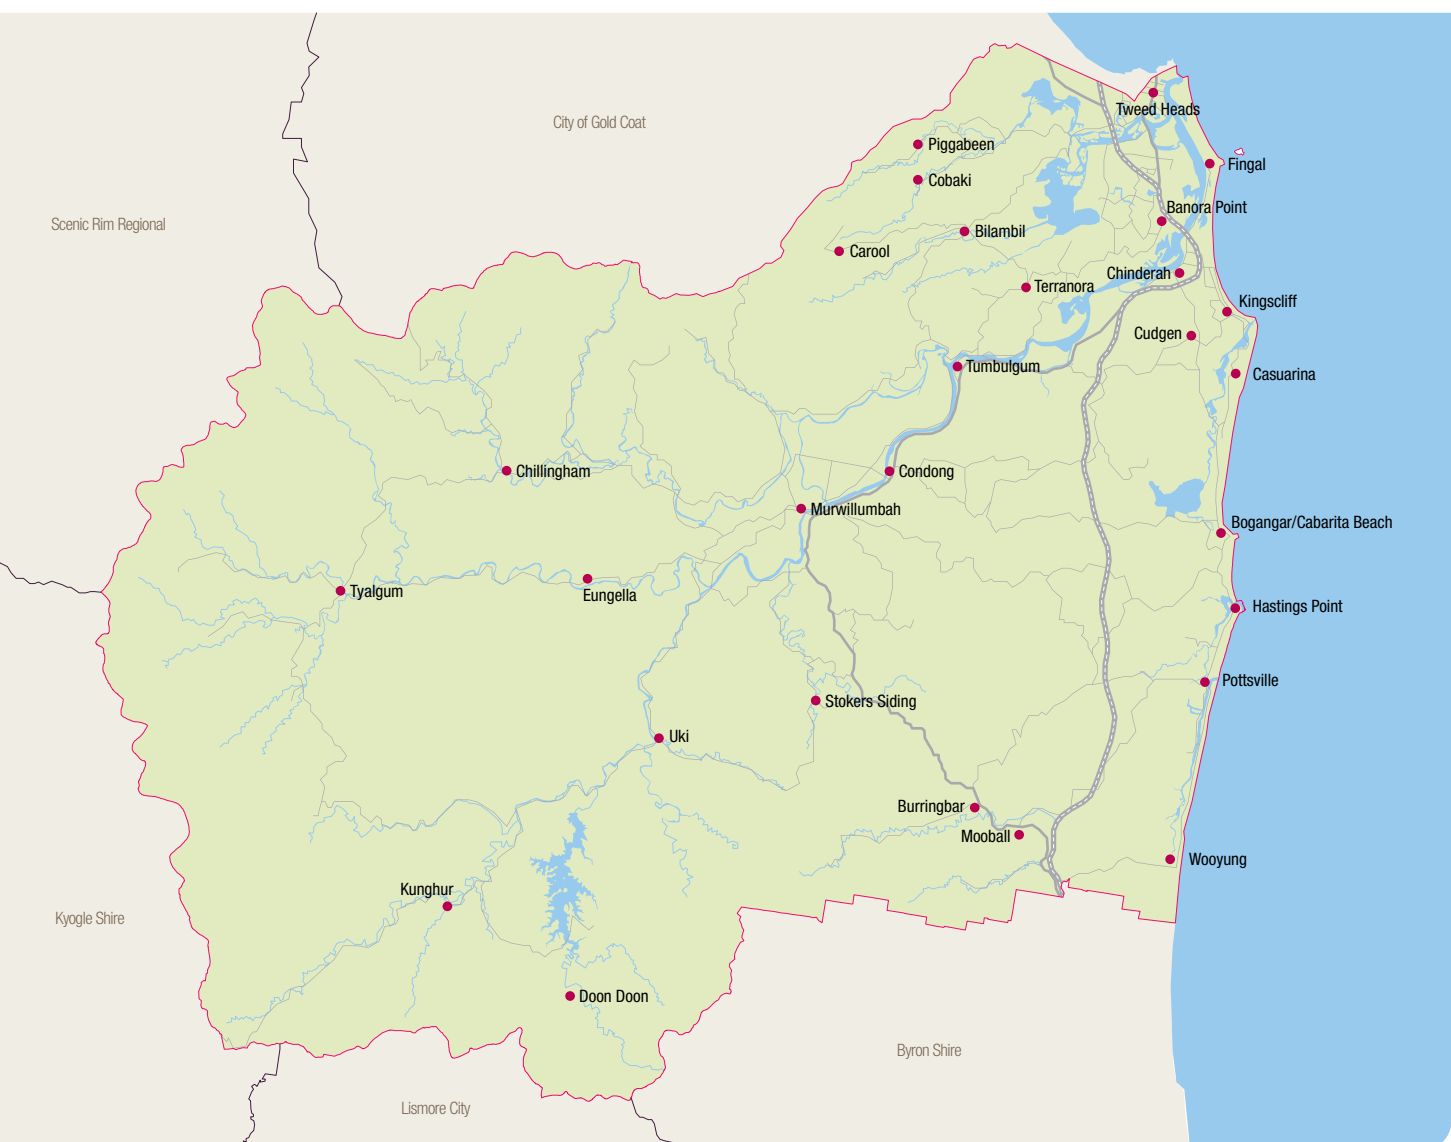 Tweed Heads
City of Gold Coat
Piggabeen
Fingal
Cobaki
Banora Point
Scenic Rim Regional
Bilambil
Carool
Chinderah
Terranora
Kingscliff
Cudgen
Tumbulgum
Casuarina
Chillingham
Condong
Murwillumbah
Bogangar/Cabarita Beach
Tyalgum
Eungella
Hastings Point
Pottsville
Stokers Siding
Uki
Burringbar
Mooball
Wooyung
Kunghur
Kyogle Shire
Doon Doon
Byron Shire
Lismore City